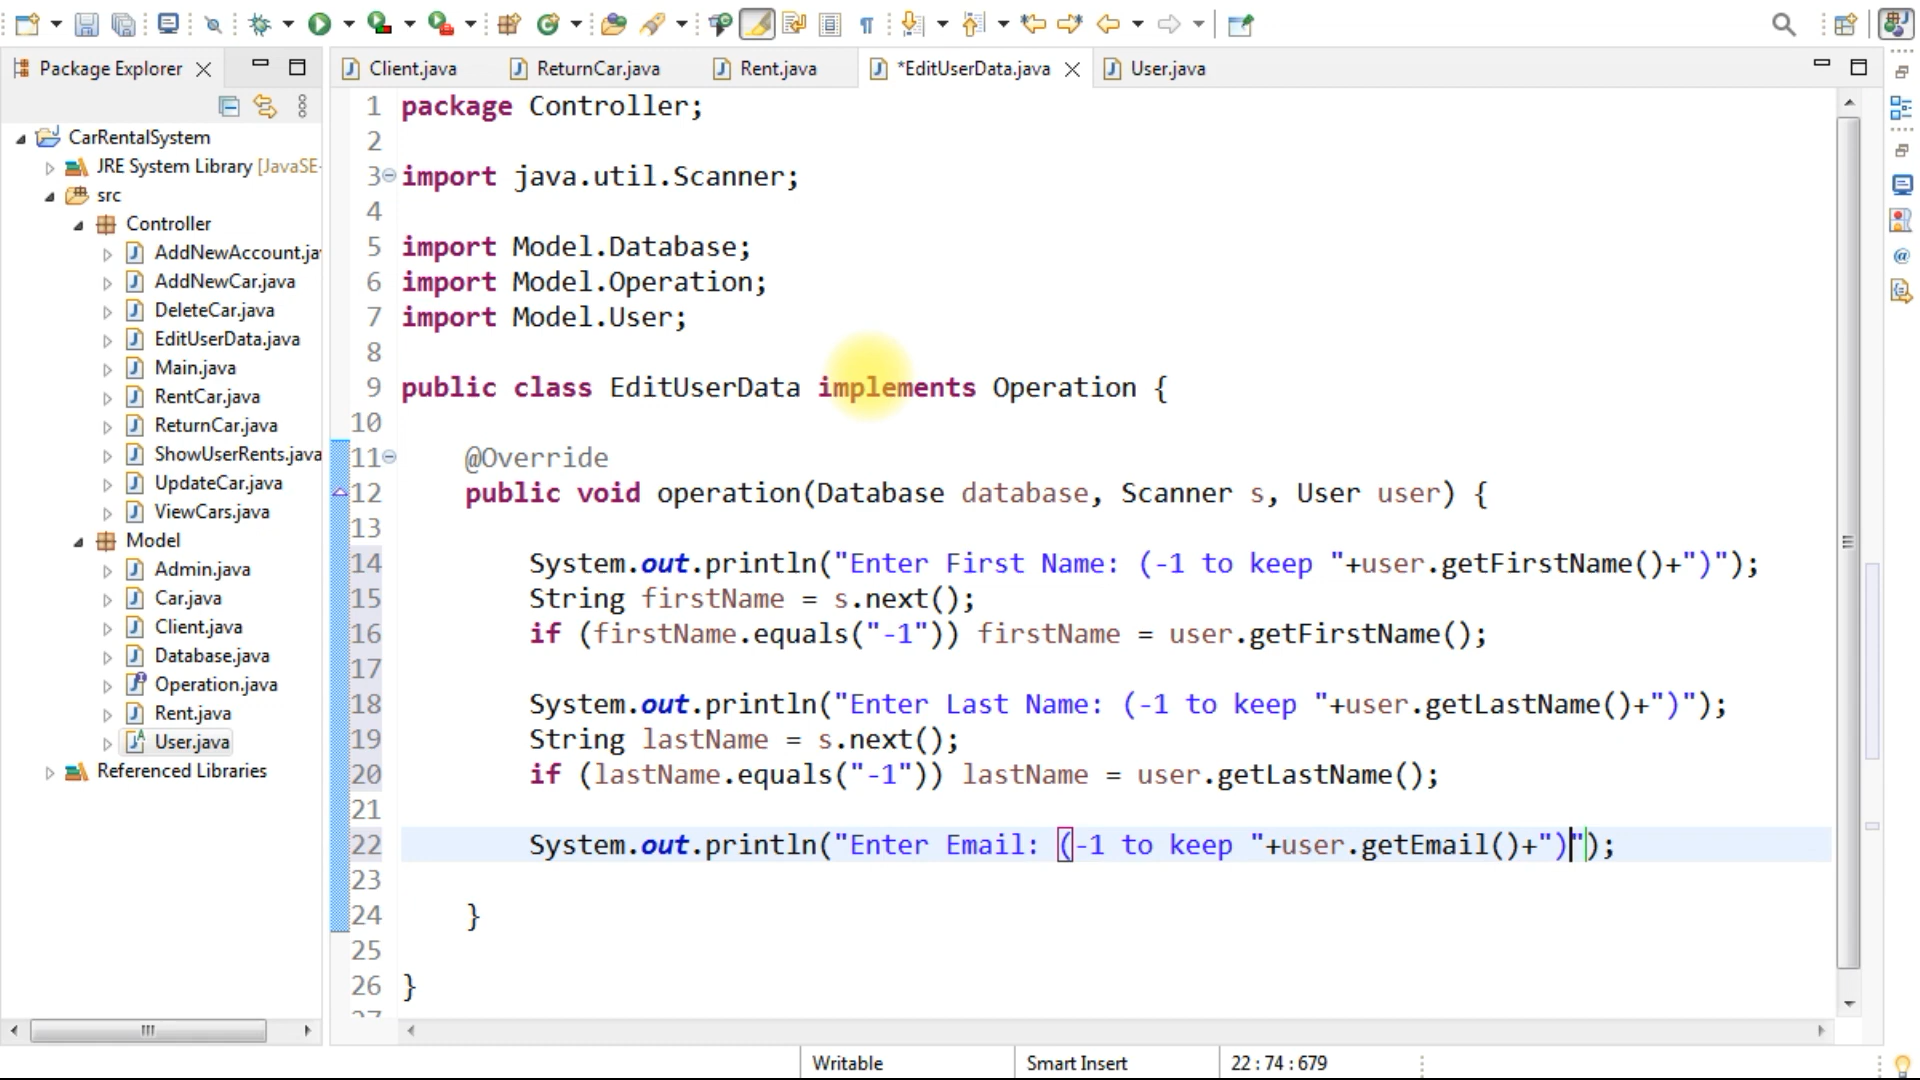 Package Explorer
Client.java
ReturnCar.java
Rent.java
*EditUserData.java
User.java
CarRentalSystem
JRE System Library [JavaSE-
src
Controller
AddNewAccount.ja
AddNewCar.java
DeleteCar.java
EditUserData.java
Main.java
RentCar.java
ReturnCar.java
ShowUserRents.java
UpdateCar.java
ViewCars.java
Model
Admin.java
Car.java
Client.java
Database.java
Operation.java
Rent.java
User.java
Referenced Libraries
1 package Controller;
2
3 import java.util.Scanner;
4
5 import Model.Database;
6 import Model.Operation;
7 import Model.User;
8
9 public class EditUserData implements Operation {
10
11     @Override
12     public void operation(Database database, Scanner s, User user) {
13
14         System.out.println("Enter First Name: (-1 to keep "+user.getFirstName()+")");
15         String firstName = s.next();
16         if (firstName.equals("-1")) firstName = user.getFirstName();
17
18         System.out.println("Enter Last Name: (-1 to keep "+user.getLastName()+")");
19         String lastName = s.next();
20         if (lastName.equals("-1")) lastName = user.getLastName();
21
22         System.out.println("Enter Email: (-1 to keep "+user.getEmail()+")");
23
24     }
25
26 }
27
Writable
Smart Insert
22 : 74 : 679